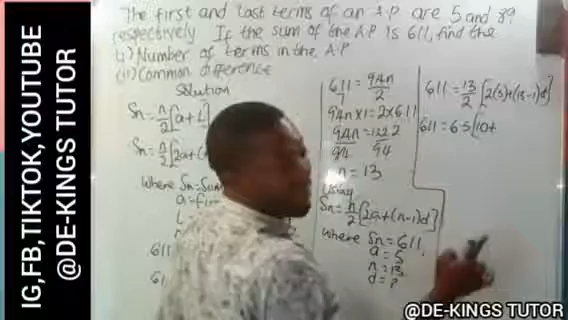 The first and last terms of an A.P are 5 and 89
respectively. If the sum of the A.P is 611, find the
(i) Number of terms in the A.P
(ii) Common difference
Solution
Sn = n/2 [a + L]
Sn = n/2 [2a + (
Where Sn = Sum
a = fir
L =
611
61
611/1 = 94n/2
94n x 1 = 2 x 611
94n/94 = 1222/94
n = 13
Using
Sn = n/2 [2a + (n-1)d]
Where Sn = 611,
a = 5
n = 13,
d = ?
611 = 13/2 [2(5) + (13-1)d]
611 = 6.5[10+
IG,FB,TIKTOK,YOUTUBE
@DE-KINGS TUTOR
@DE-KINGS TUTOR